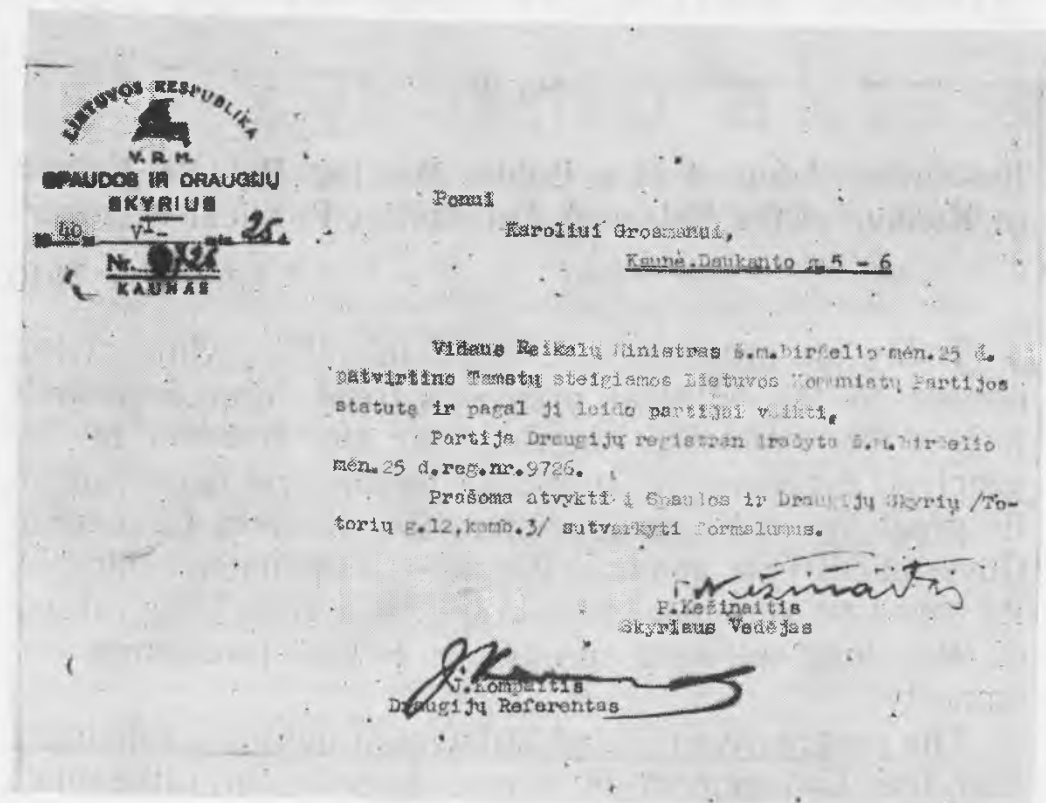 LIETUVOS RESPUBLIKA
V. R. M.
SPAUDOS IR DRAUGIJŲ
SKYRIUS
40 VI 25
Nr.
KAUNAS
Ponui
Karoliui Grosmanui,
Kaune.Daukanto g.5 - 6
Vidaus Reikalų Ministras š.m.birželio mėn.25 d.
patvirtino Tamstų steigiamos Lietuvos Komunistų Partijos
statutą ir pagal jį leido partijai veikti.
Partija Draugijų registran įrašyta š.m.birželio
mėn.25 d.reg.nr.9726.
Prašoma atvykti į Spaudos ir Draugijų Skyrių /To-
torių g.12,kamb.3/ sutvarkyti formalumus.
P.Kežinaitis
Skyriaus Vedėjas
J.Kompaitis
Draugijų Referentas